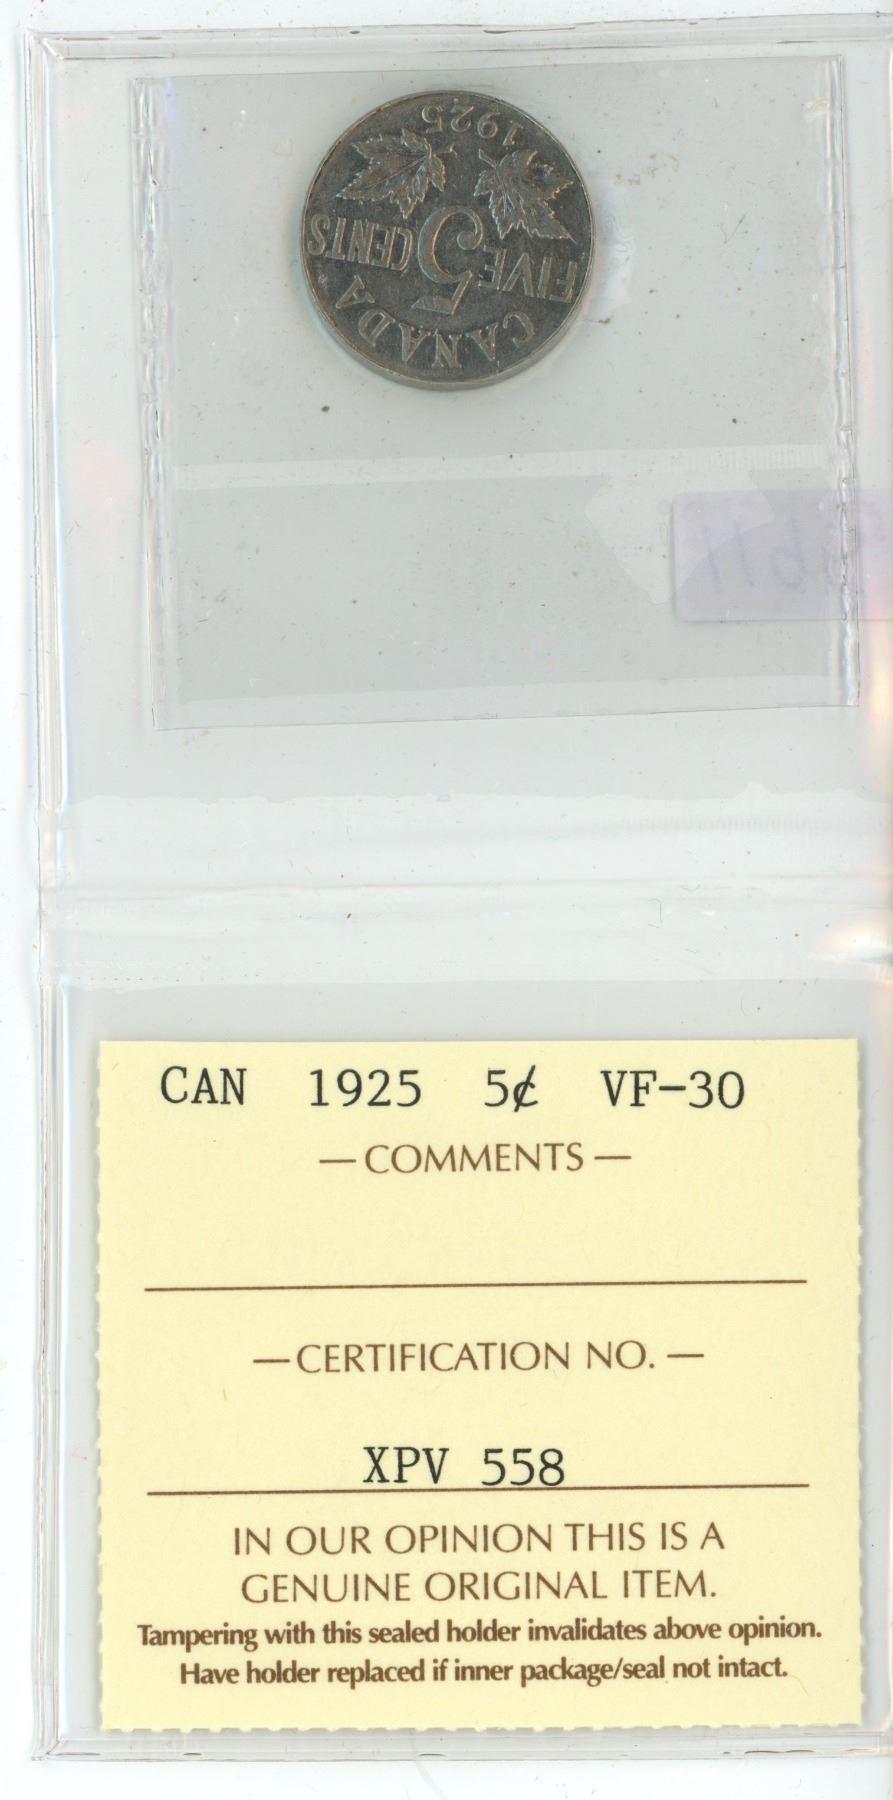 1925
FIVE 5 CENTS
CANADA
CAN 1925 5¢ VF-30
— COMMENTS —
— CERTIFICATION NO. —
XPV 558
IN OUR OPINION THIS IS A
GENUINE ORIGINAL ITEM.
Tampering with this sealed holder invalidates above opinion.
Have holder replaced if inner package/seal not intact.